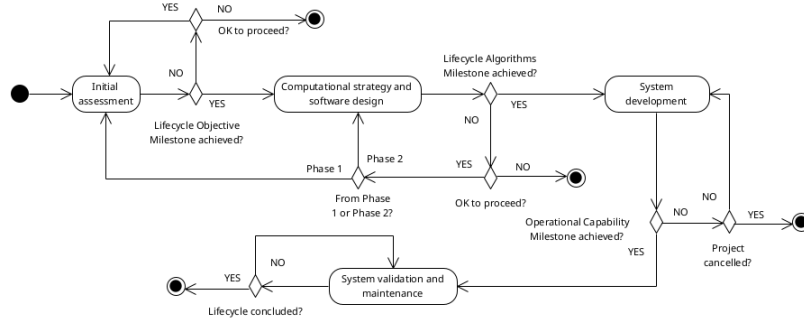 YES
NO
OK to proceed?
Lifecycle Algorithms
Milestone achieved?
Initial
assessment
NO
YES
Computational strategy and
software design
YES
System
development
NO
Lifecycle Objective
Milestone achieved?
Phase 1
Phase 2
YES
NO
From Phase
1 or Phase 2?
OK to proceed?
NO
Operational Capability
Milestone achieved?
NO
YES
YES
Project
cancelled?
YES
NO
System validation and
maintenance
Lifecycle concluded?